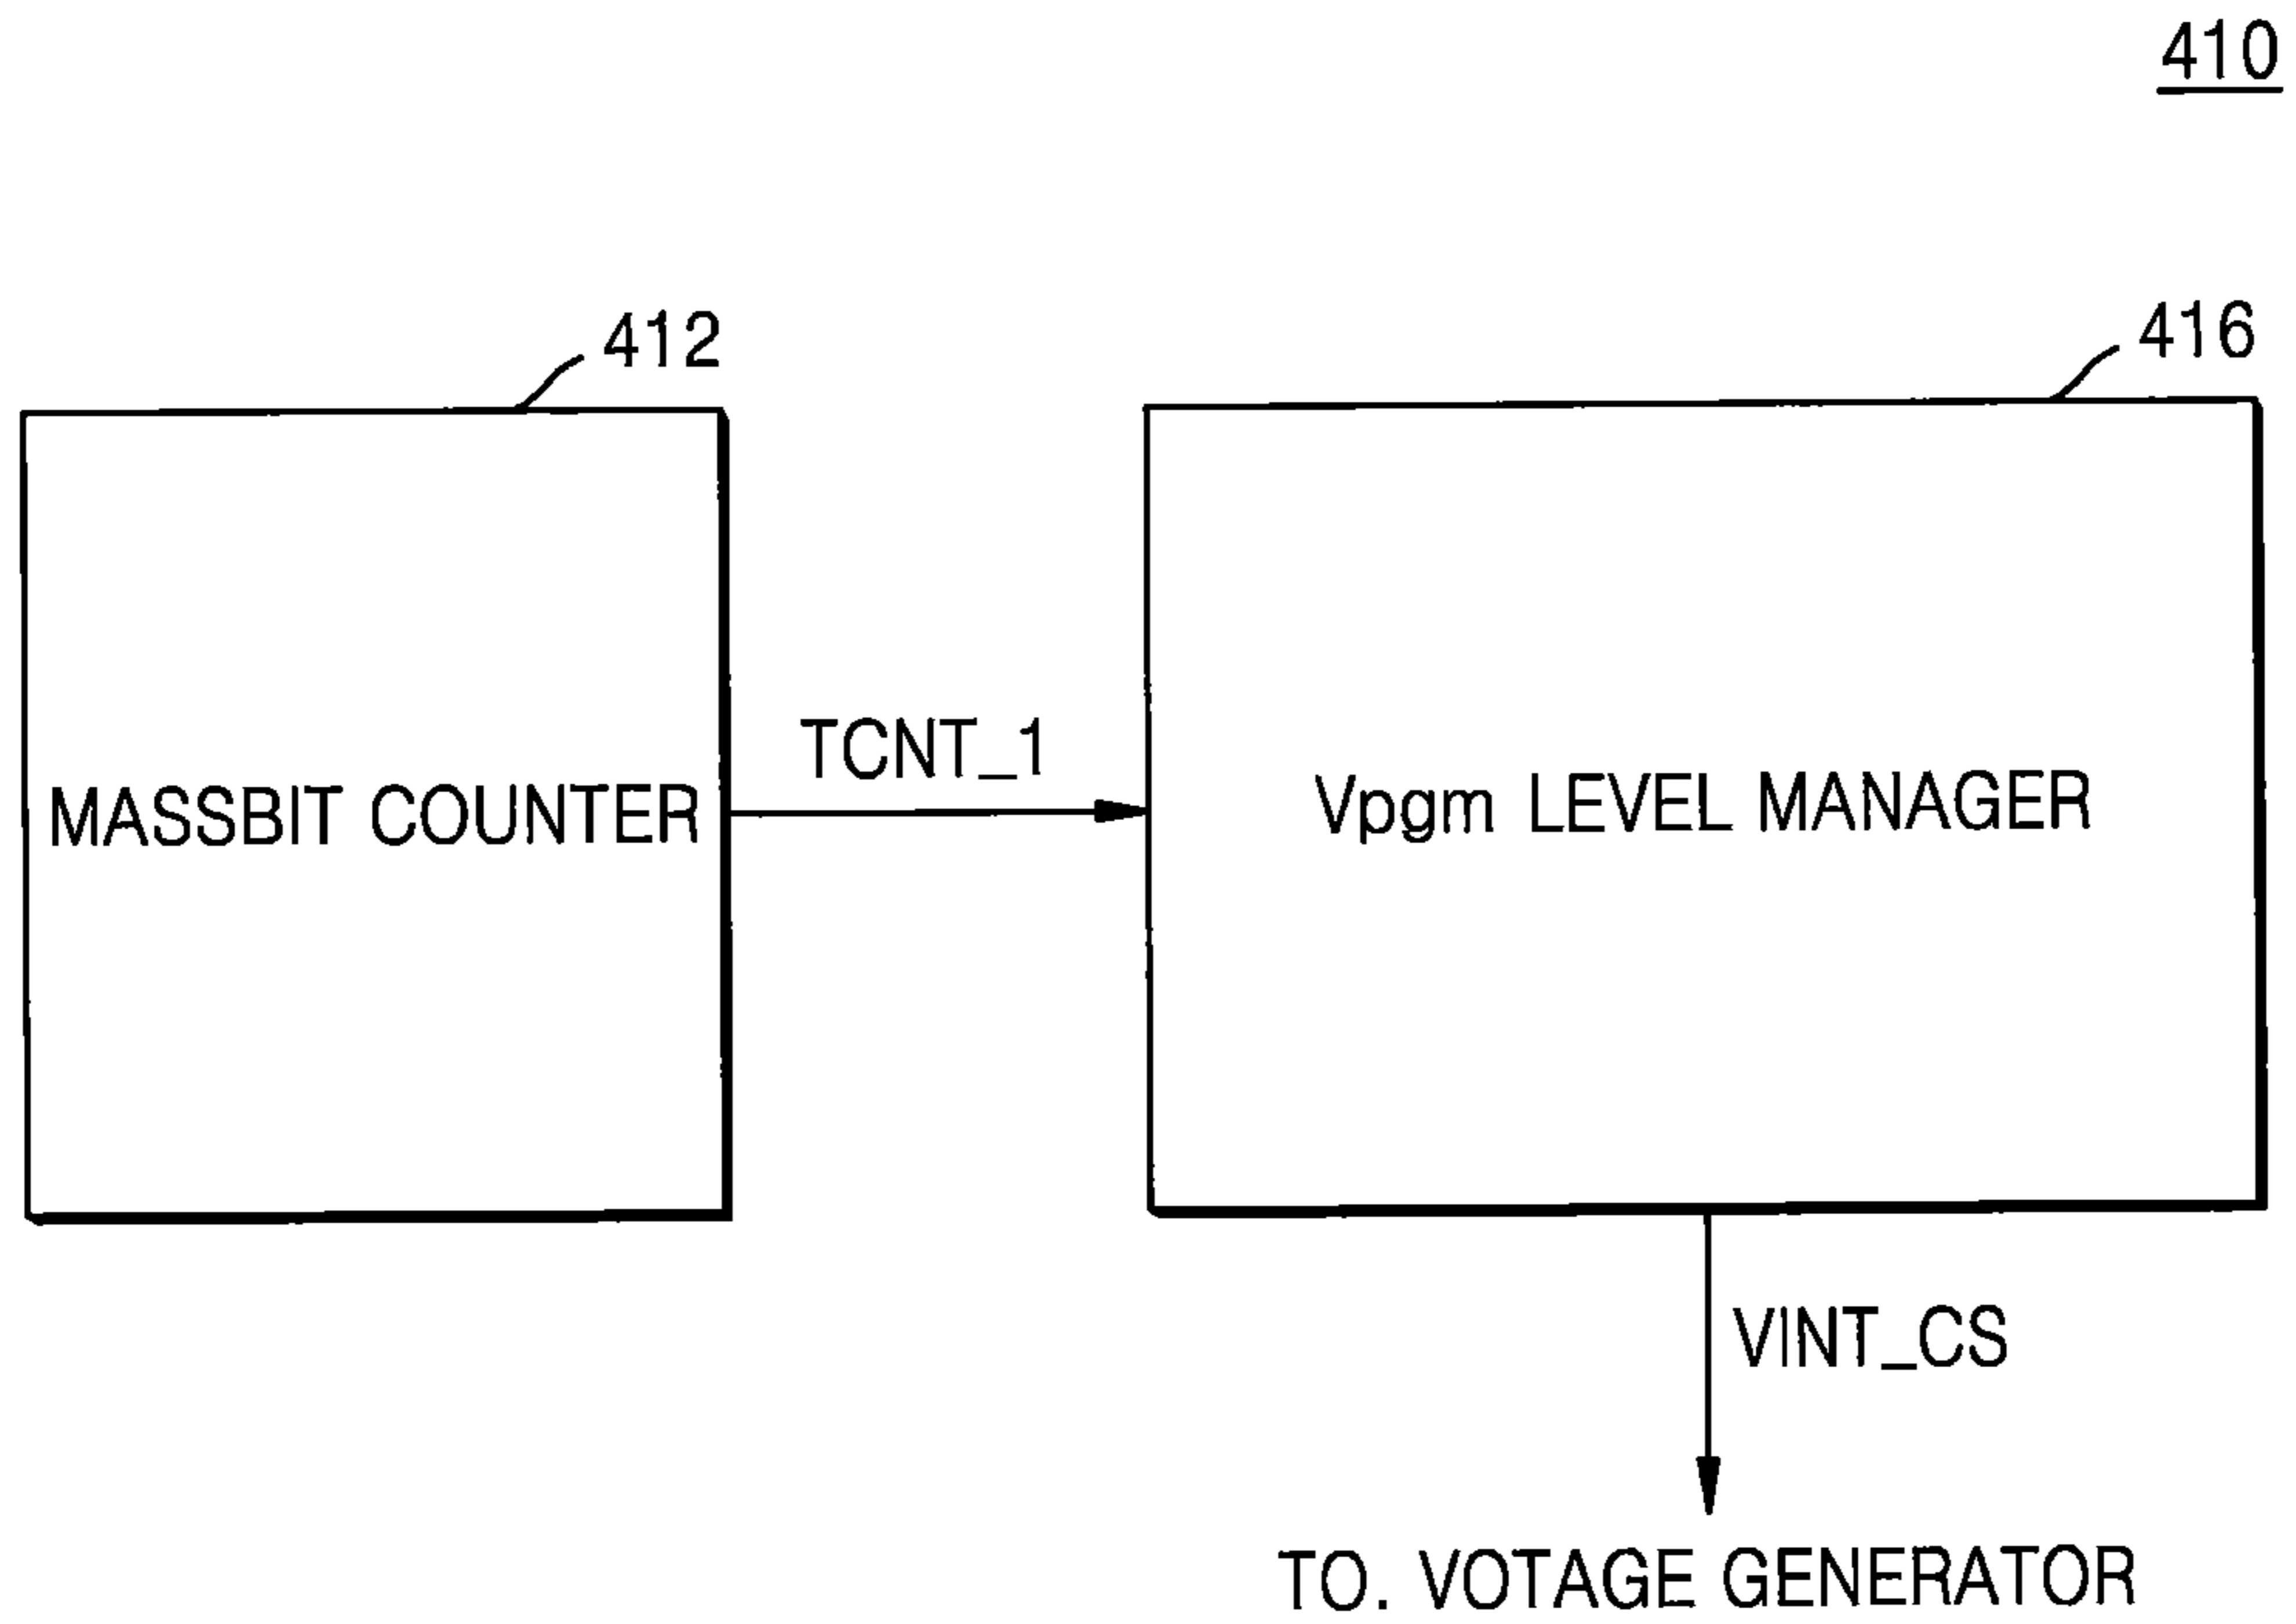 410
412
416
TCNT_1
MASSBIT COUNTER
Vpgm LEVEL MANAGER
VINT_CS
TO. VOTAGE GENERATOR